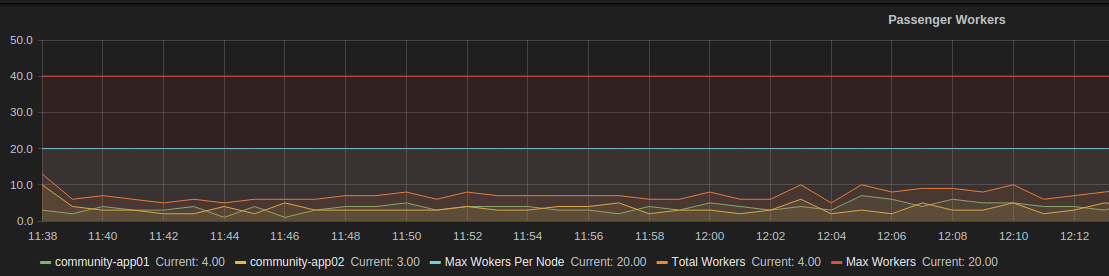 Passenger Workers
50.0
40.0
30.0
20.0
10.0
0.0
11:38 11:40 11:42 11:44 11:46 11:48 11:50 11:52 11:54 11:56 11:58 12:00 12:02 12:04 12:06 12:08 12:10 12:12
community-app01 Current: 4.00 community-app02 Current: 3.00 Max Wokers Per Node Current: 20.00 Total Workers Current: 4.00 Max Workers Current: 20.00